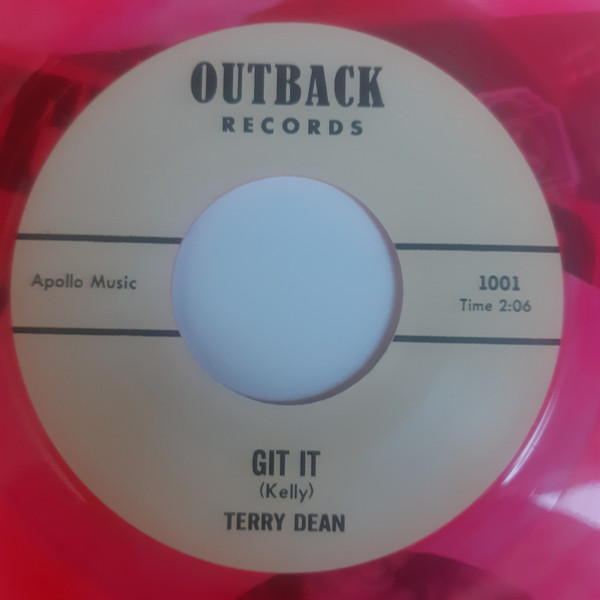 OUTBACK
RECORDS
Apollo Music
1001
Time 2:06
GIT IT
(Kelly)
TERRY DEAN